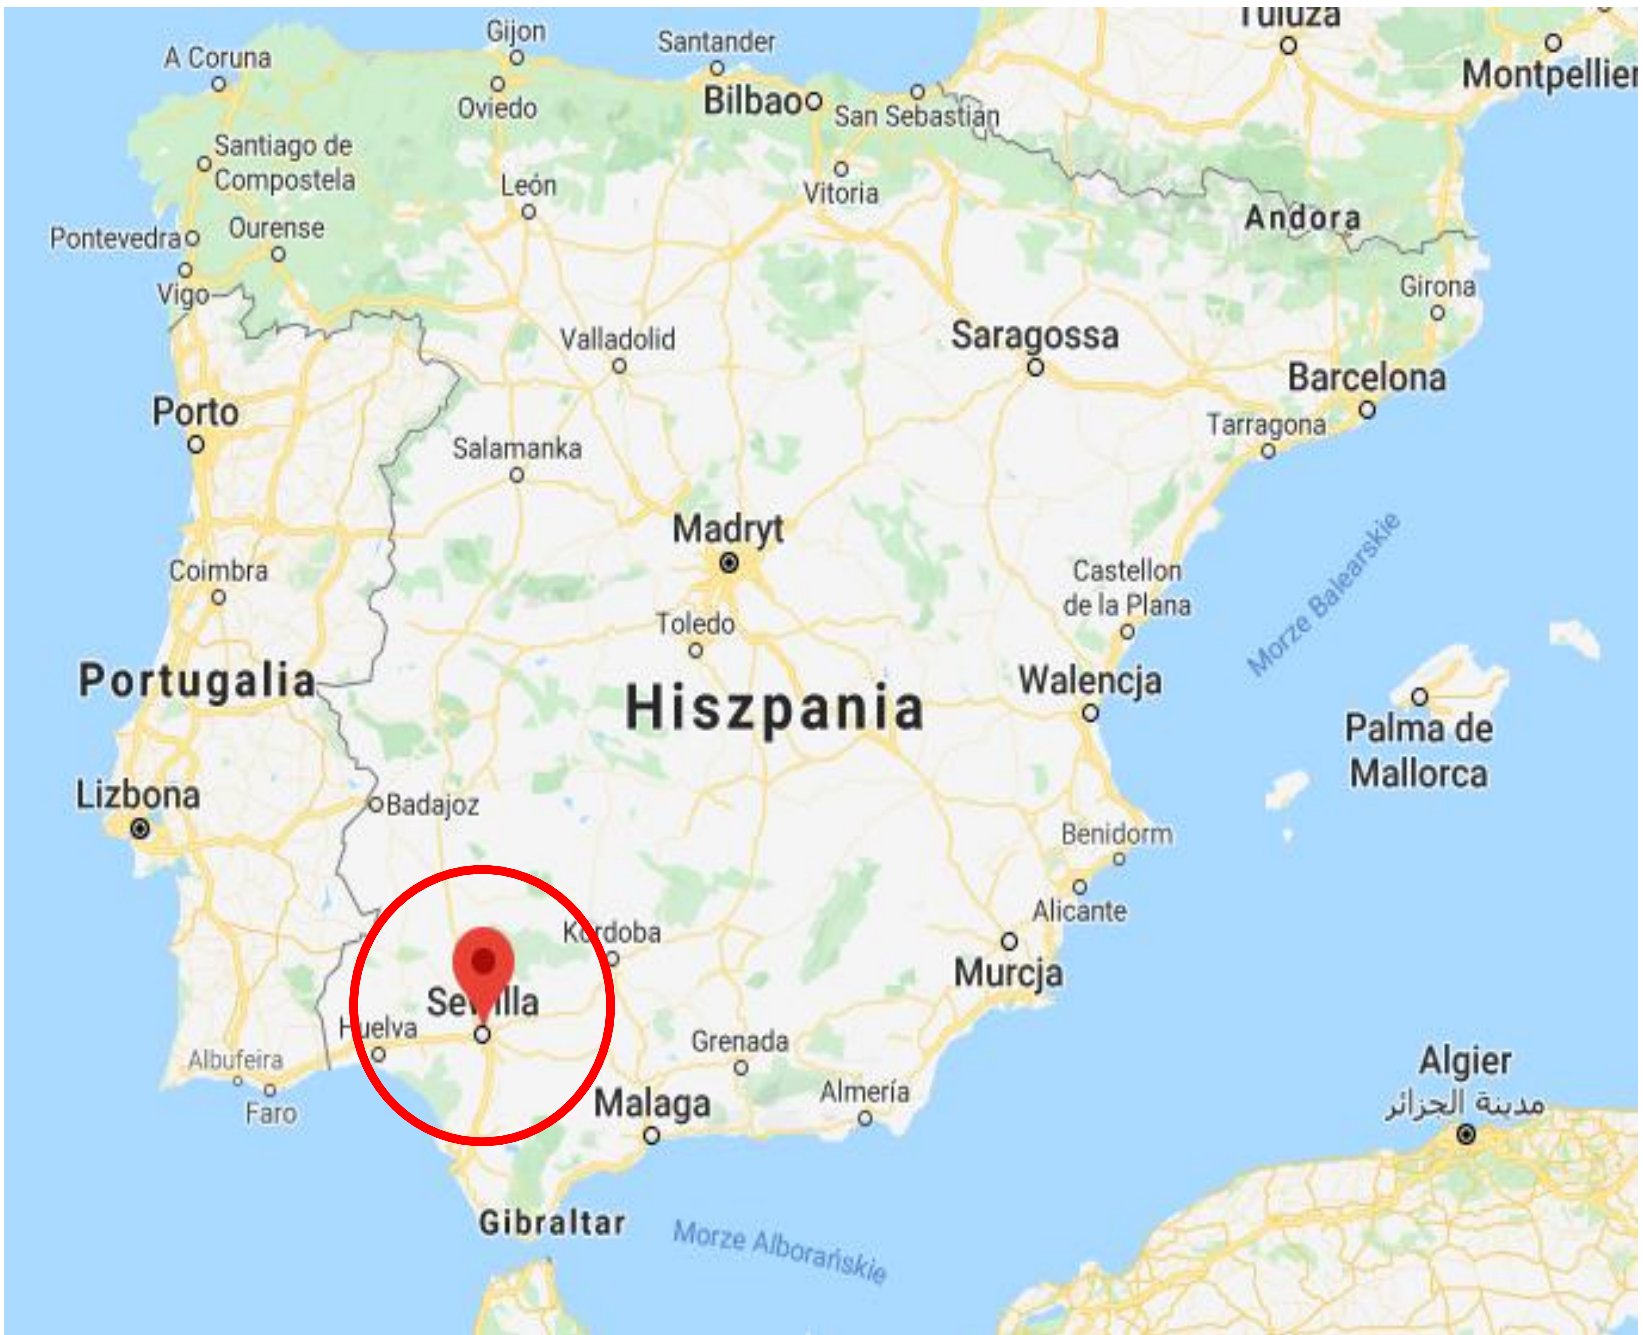 Tuluza
Gijon
Santander
A Coruna
Montpellier
Bilbao
Oviedo
San Sebastian
Santiago de
Compostela
León
Vitoria
Andora
Pontevedra
Ourense
Girona
Vigo
Valladolid
Saragossa
Barcelona
Porto
Tarragona
Salamanka
Madryt
Morze Balearskie
Coimbra
Castellon
de la Plana
Toledo
Portugalia
Hiszpania
Walencja
Palma de
Mallorca
Lizbona
Badajoz
Benidorm
Alicante
Kordoba
Murcja
Sewilla
Huelva
Grenada
Albufeira
Algier
مدينة الجزائر
Almería
Malaga
Faro
Gibraltar
Morze Alborańskie